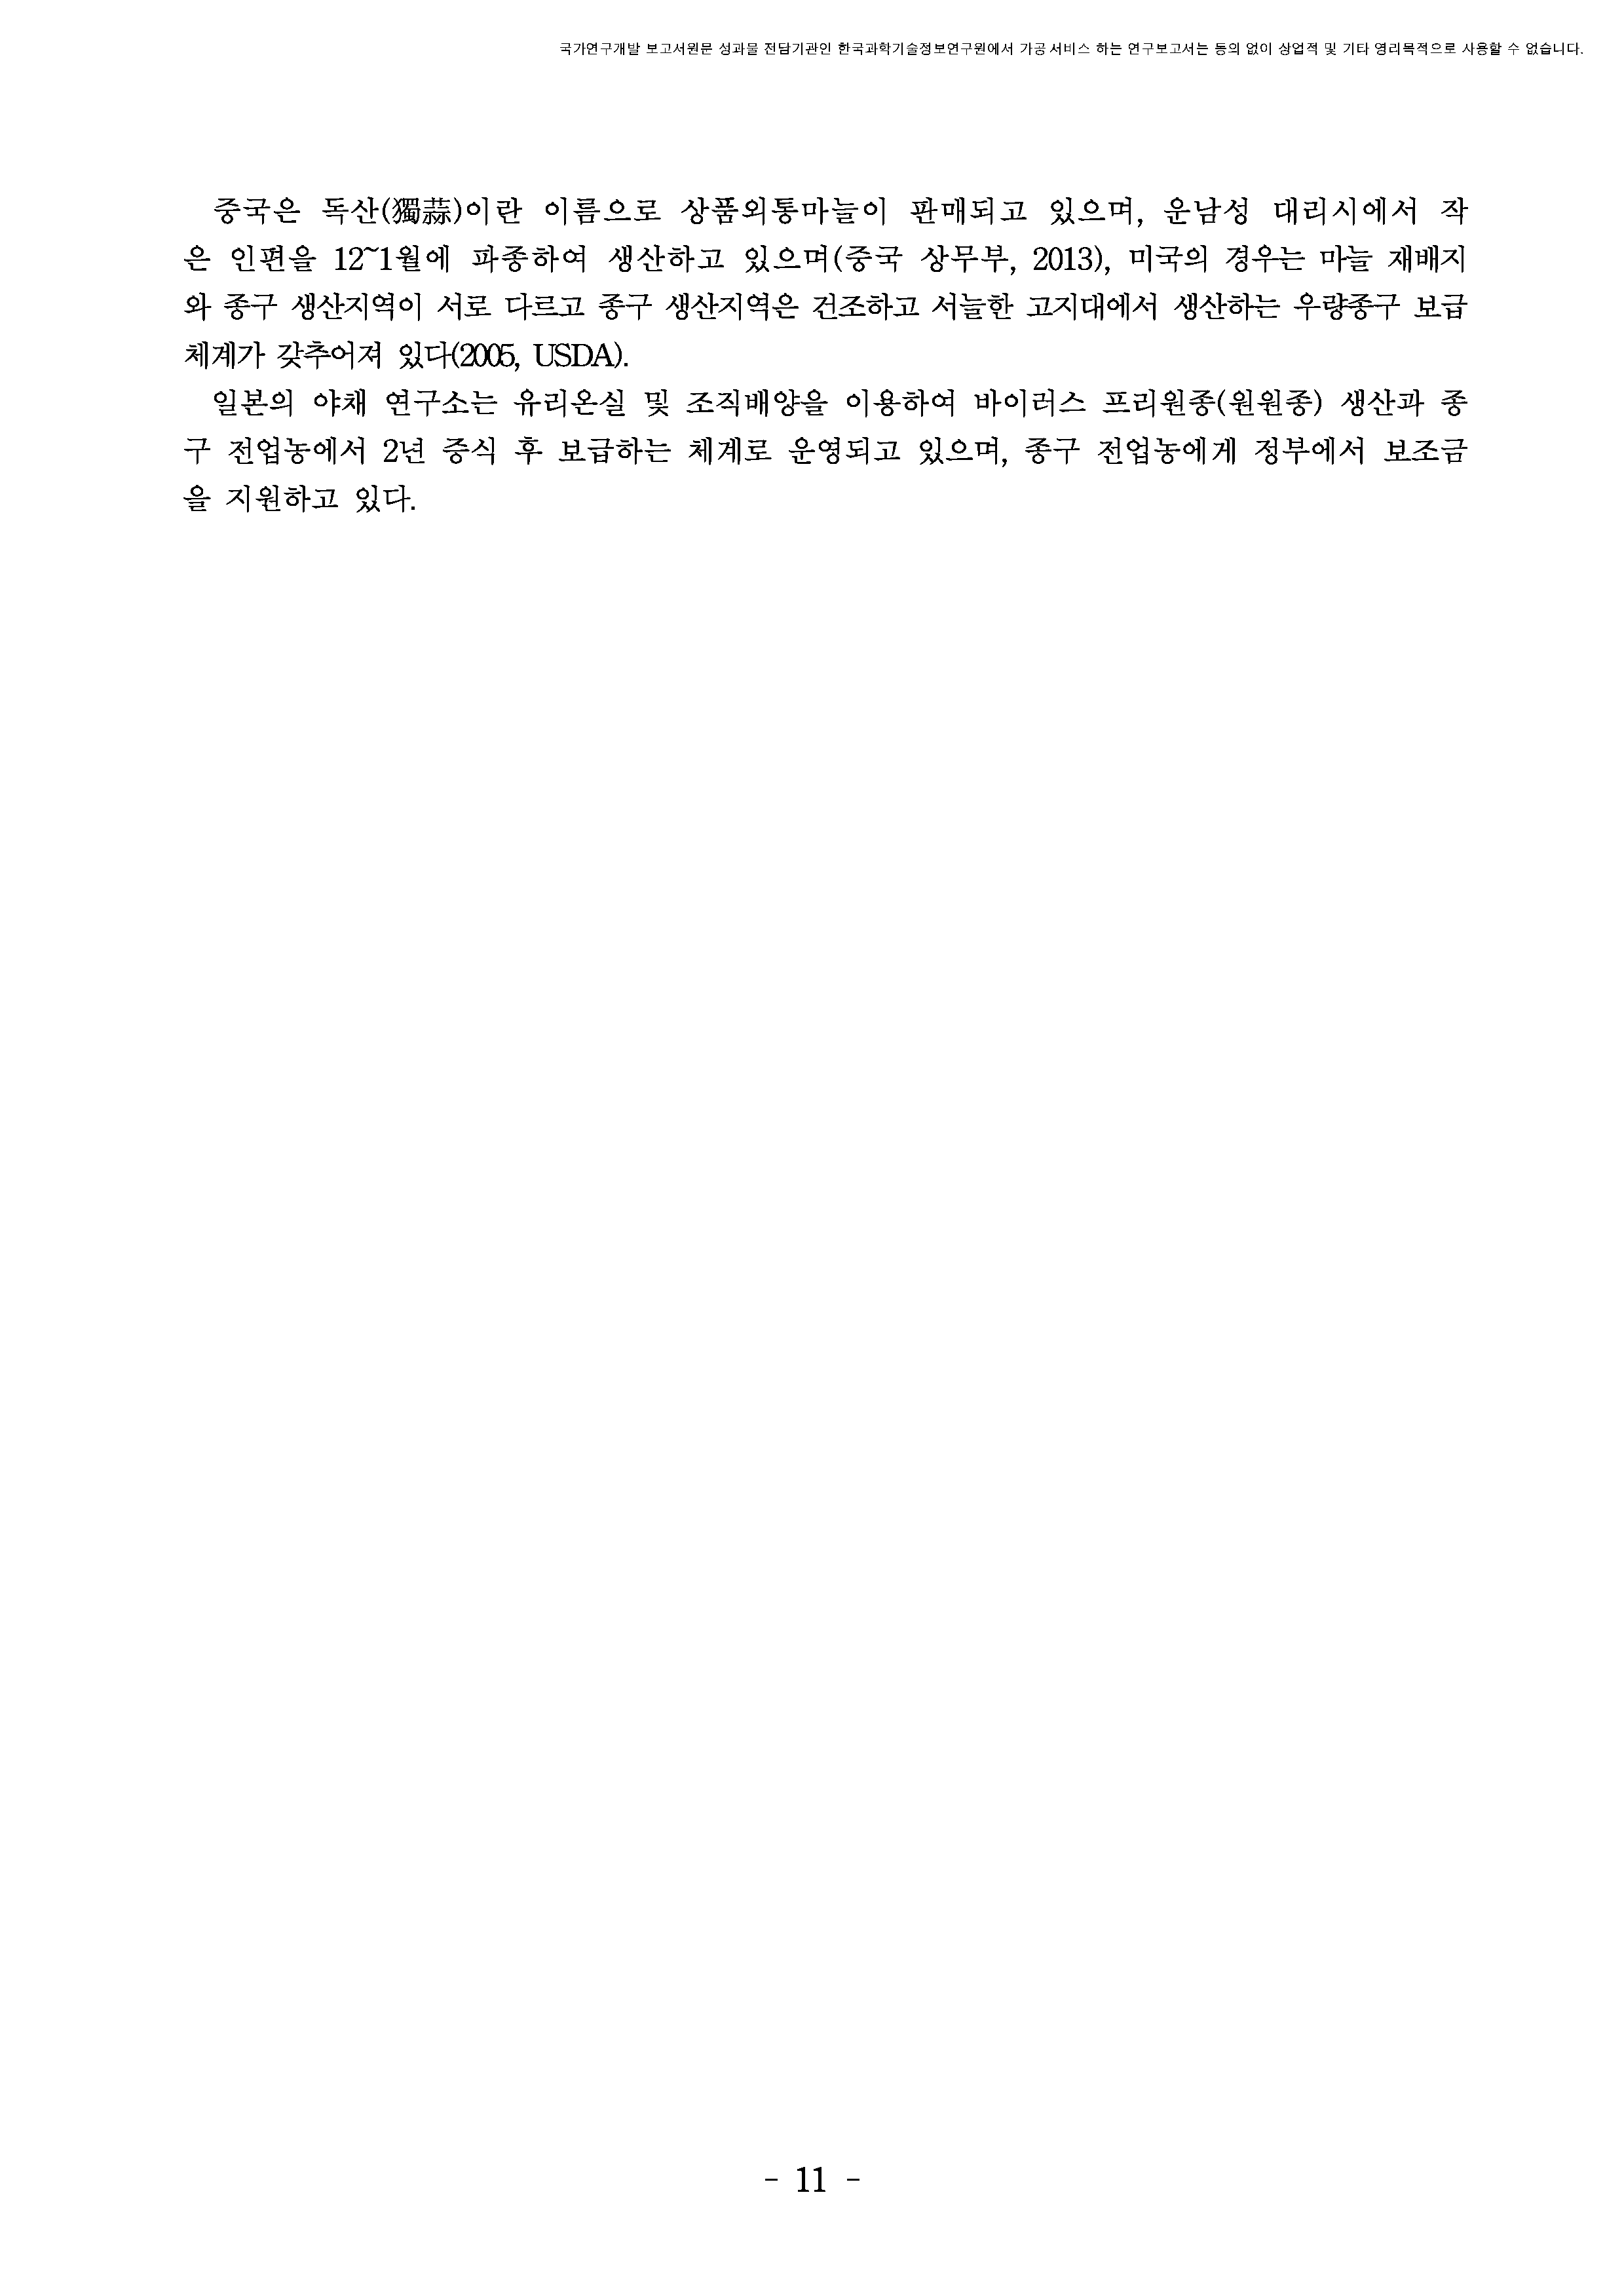 국가연구개발 보고서원문 성과물 전담기관인 한국과학기술정보연구원에서 가공·서비스 하는 연구보고서는 동의 없이 상업적 및 기타 영리목적으로 사용할 수 없습니다.
중국은 독산(獨蒜)이란 이름으로 상품외통마늘이 판매되고 있으며, 운남성 대리시에서 작
은 인편을 12~1월에 파종하여 생산하고 있으며(중국 상무부, 2013), 미국의 경우는 마늘 재배지
와 종구 생산지역이 서로 다르고 종구 생산지역은 건조하고 서늘한 고지대에서 생산하는 우량종구 보급
체계가 갖추어져 있다(2005, USDA).
일본의 야채 연구소는 유리온실 및 조직배양을 이용하여 바이러스 프리원종(원원종) 생산과 종
구 전업농에서 2년 증식 후 보급하는 체계로 운영되고 있으며, 종구 전업농에게 정부에서 보조금
을 지원하고 있다.
- 11 -